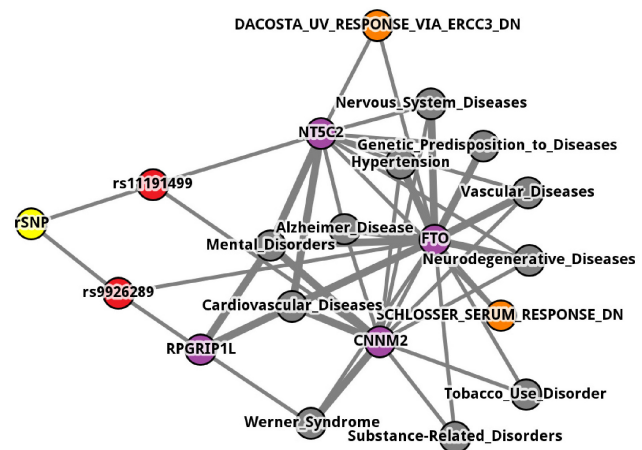 DACOSTA_UV_RESPONSE_VIA_ERCC3_DN
Nervous_System_Diseases
NT5C2
Genetic_Predisposition_to_Diseases
Hypertension
rs11191499
Vascular_Diseases
rSNP
Alzheimer_Disease
FTO
Mental_Disorders
Neurodegenerative_Diseases
rs9926289
Cardiovascular_Diseases
SCHLOSSER_SERUM_RESPONSE_DN
CNNM2
RPGRIP1L
Tobacco_Use_Disorder
Werner_Syndrome
Substance-Related_Disorders